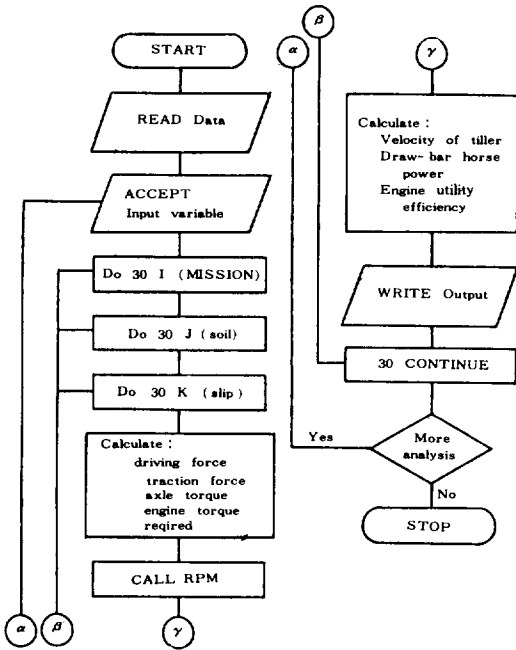 START
READ Data
ACCEPT
Input variable
Do 30 I (MISSION)
Do 30 J (soil)
Do 30 K (slip)
Calculate :
driving force
traction force
axle torque
engine torque
reqired
CALL RPM
α
β
γ
α
β
γ
Calculate :
Velocity of tiller
Draw-bar horse
power
Engine utility
efficiency
WRITE Output
30 CONTINUE
Yes
More
analysis
No
STOP